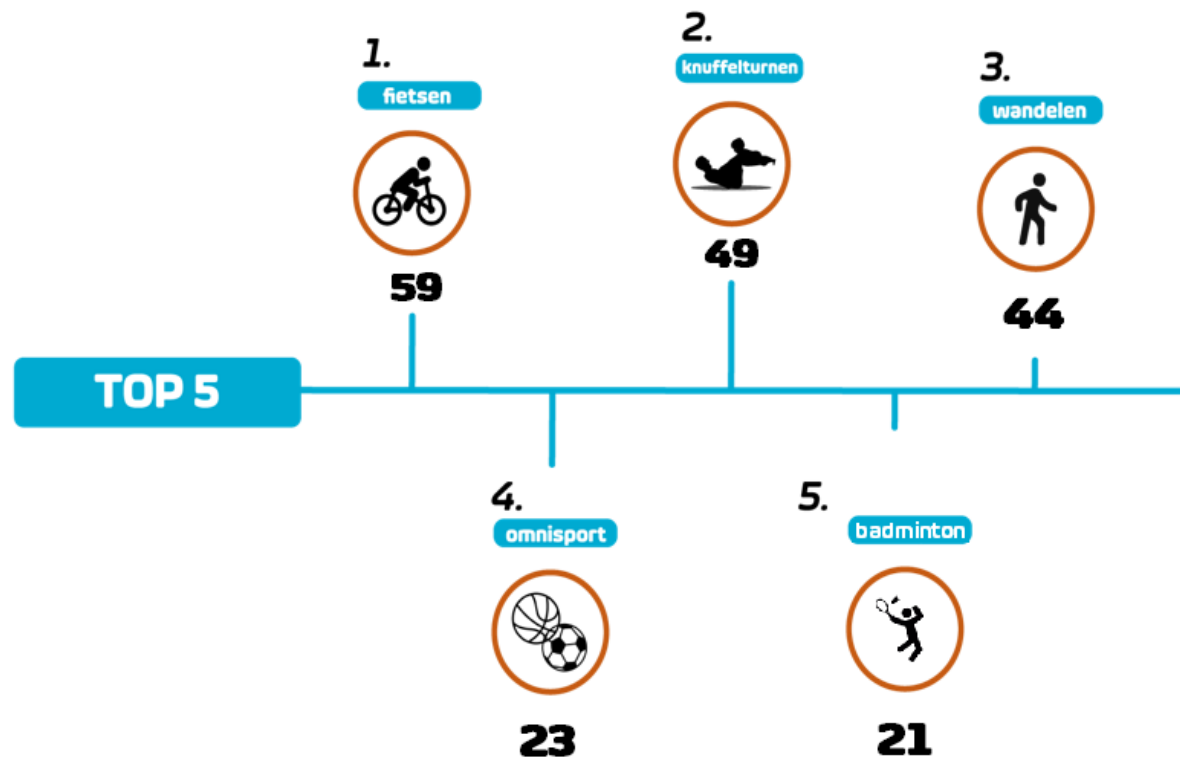 1.
fietsen
59
2.
knuffelturnen
49
3.
wandelen
44
TOP 5
4.
omnisport
23
5.
badminton
21